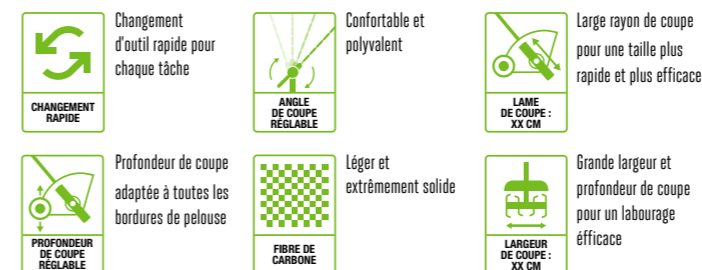 CHANGEMENT
RAPIDE
Changement
d'outil rapide pour
chaque tâche
ANGLE
DE COUPE
RÉGLABLE
Confortable et
polyvalent
LAME
DE COUPE :
XX CM
Large rayon de coupe
pour une taille plus
rapide et plus efficace
PROFONDEUR
DE COUPE
RÉGLABLE
Profondeur de coupe
adaptée à toutes les
bordures de pelouse
FIBRE DE
CARBONE
Léger et
extrêmement solide
LARGEUR
DE COUPE :
XX CM
Grande largeur et
profondeur de coupe
pour un labourage
éfficace